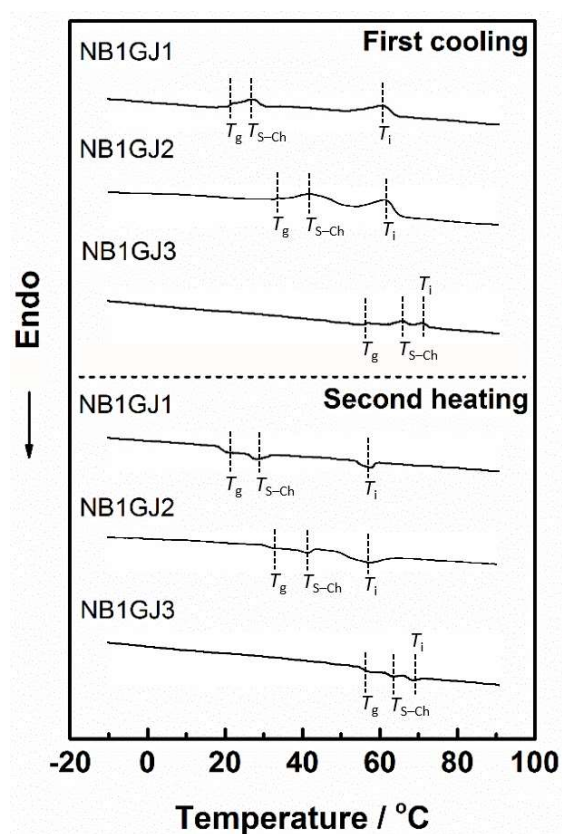 First cooling
NB1GJ1
Tg TS–Ch Ti
NB1GJ2
Tg TS–Ch Ti
NB1GJ3
Ti
Tg TS–Ch
Endo
Second heating
NB1GJ1
Tg TS–Ch Ti
NB1GJ2
Tg TS–Ch Ti
NB1GJ3
Ti
Tg TS–Ch
-20 0 20 40 60 80 100
Temperature / °C